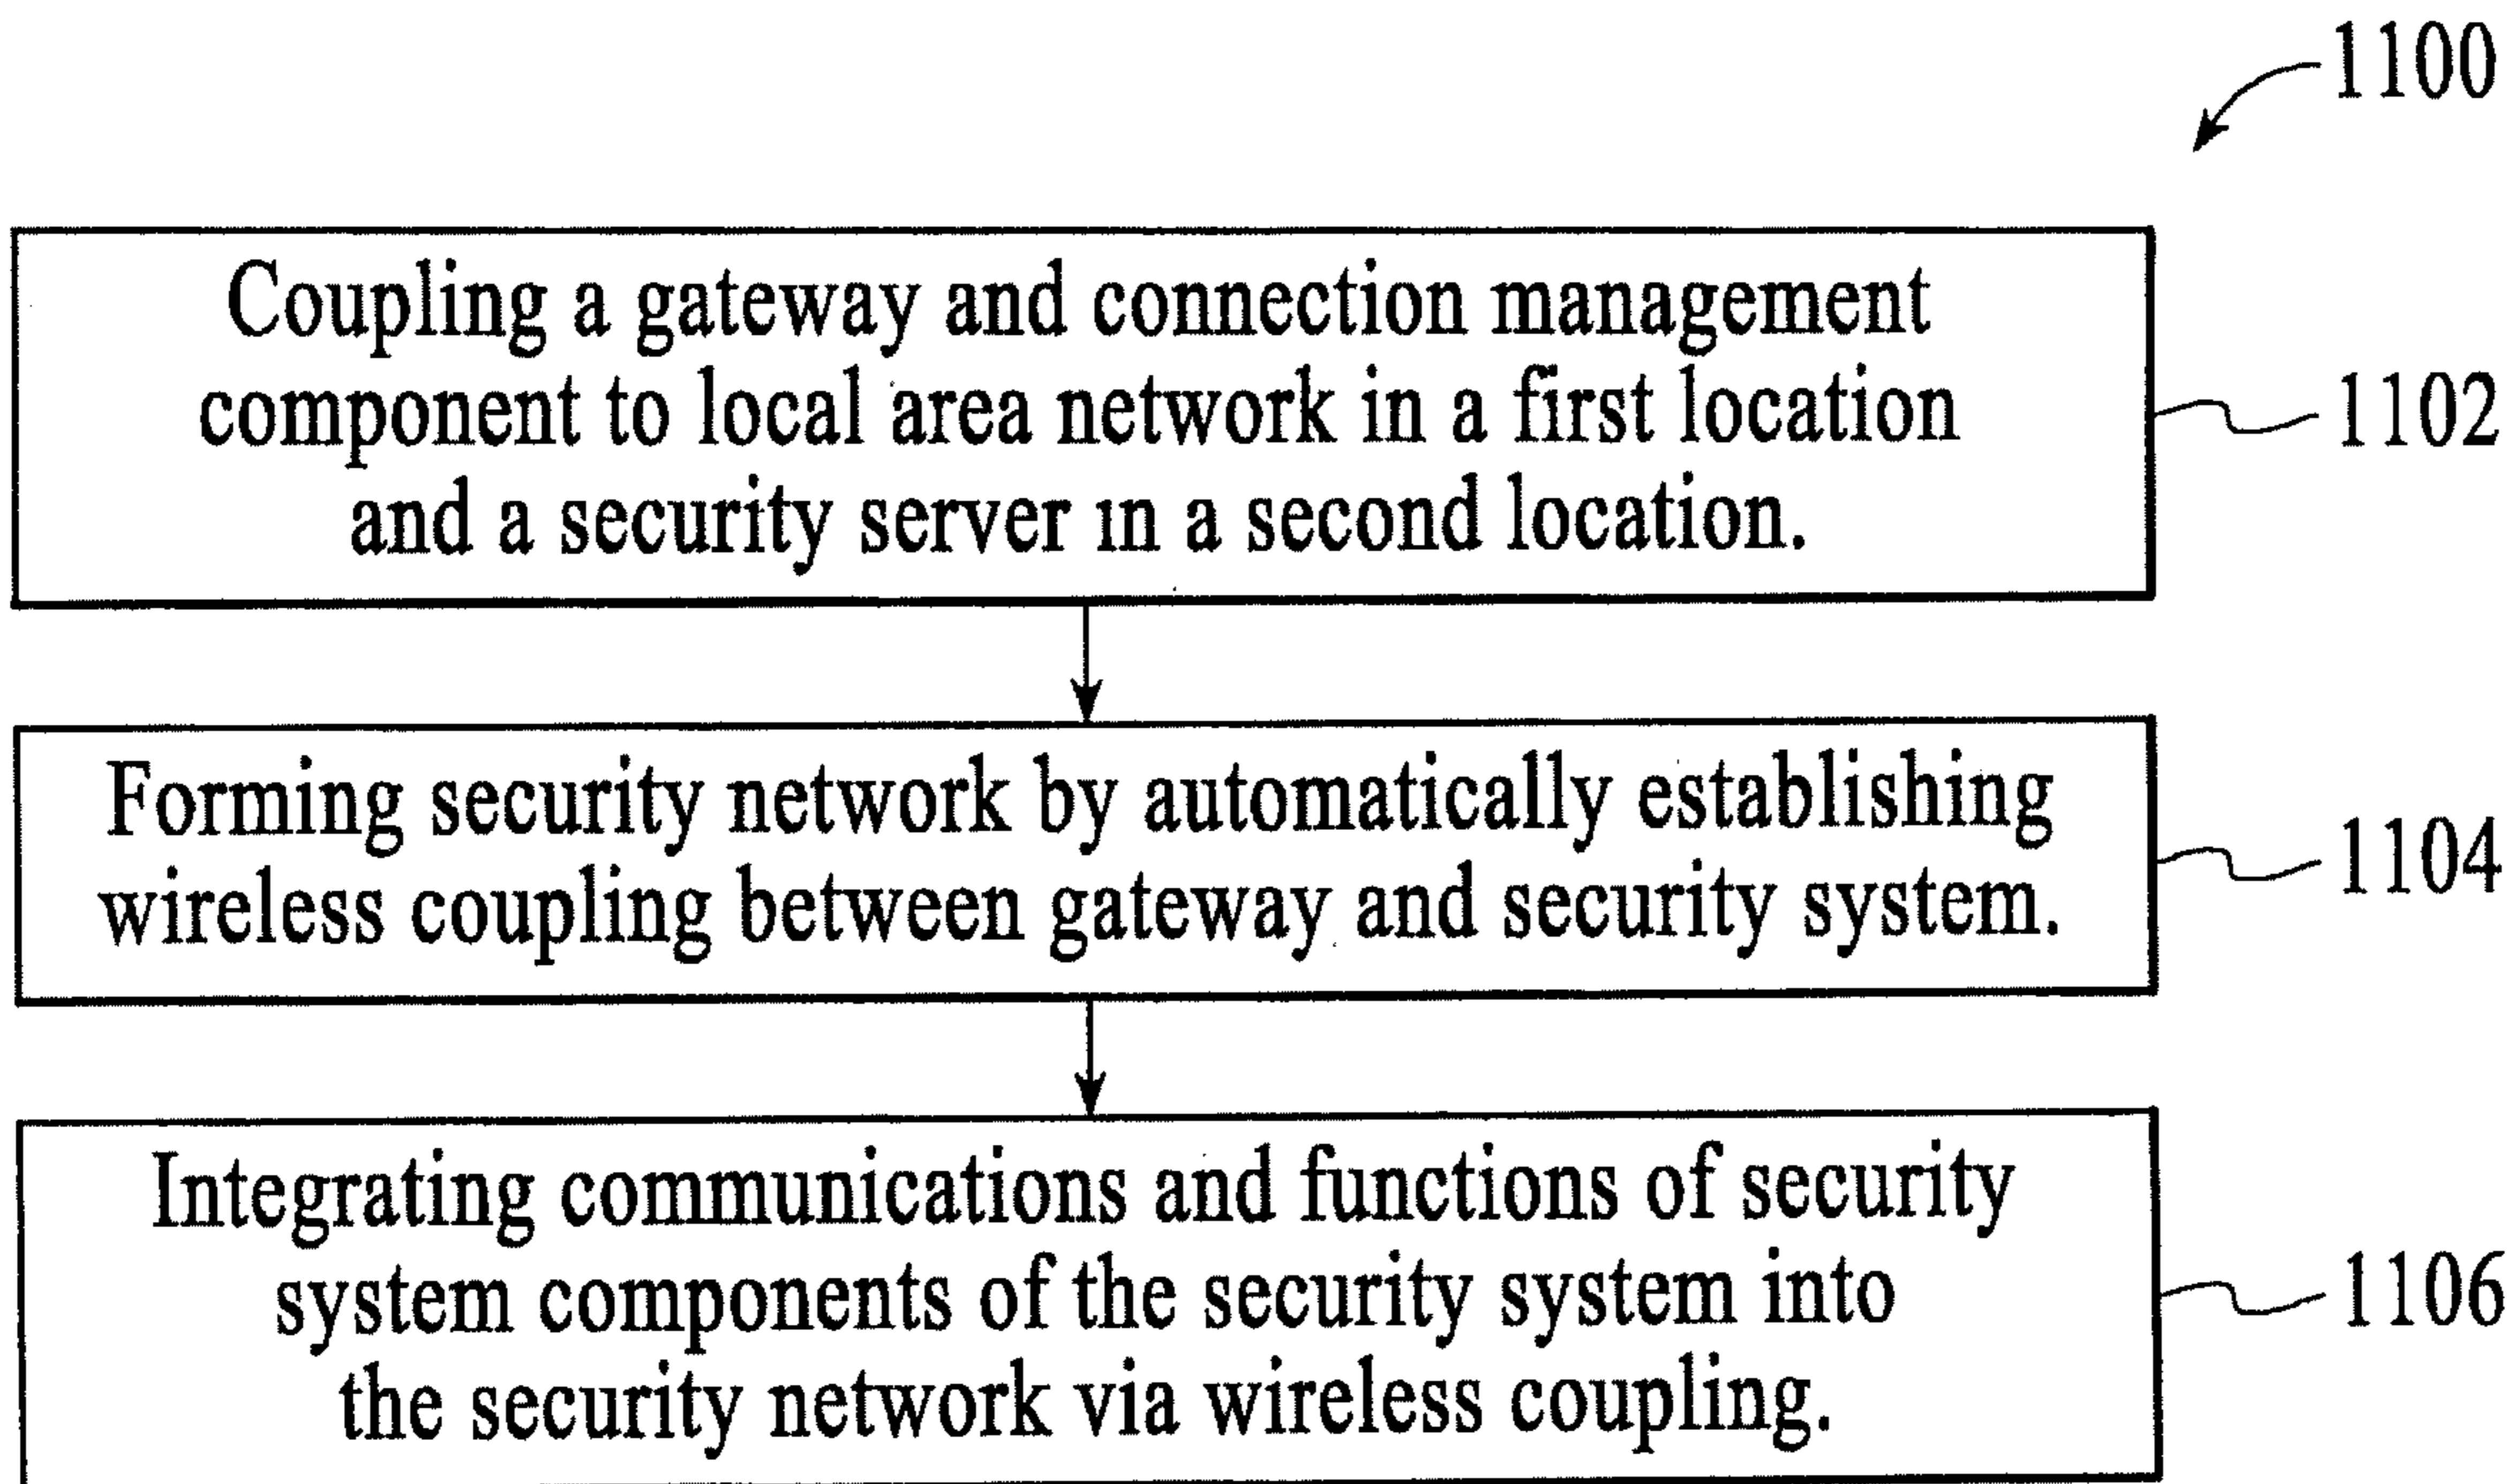 1100
Coupling a gateway and connection management
component to local area network in a first location
and a security server in a second location.
1102
Forming security network by automatically establishing
wireless coupling between gateway and security system.
1104
Integrating communications and functions of security
system components of the security system into
the security network via wireless coupling.
1106